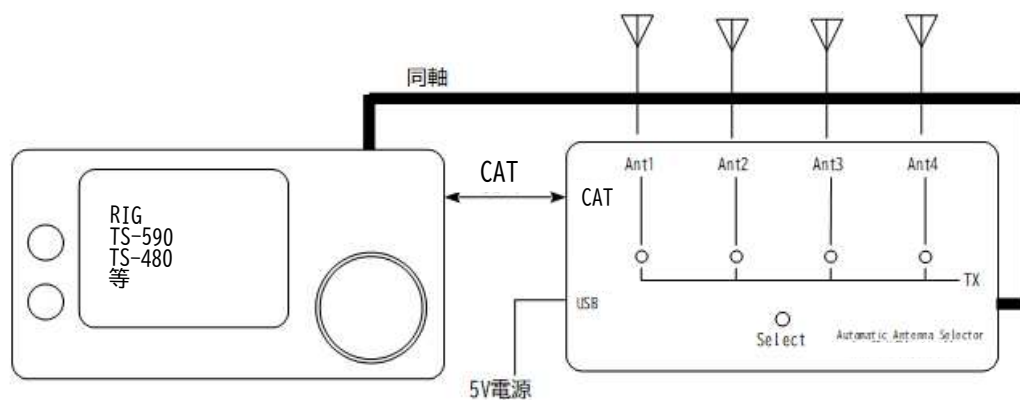 同軸
Ant1
Ant2
Ant3
Ant4
CAT
CAT
RIG
TS-590
TS-480
等
TX
USB
Select
Automatic Antenna Selector
5V電源